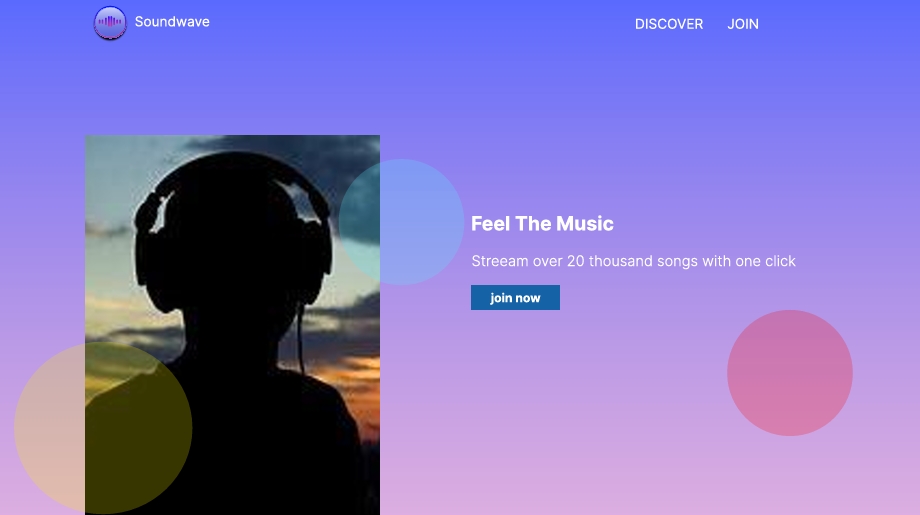 Soundwave
DISCOVER JOIN
Feel The Music
Streeam over 20 thousand songs with one click
join now